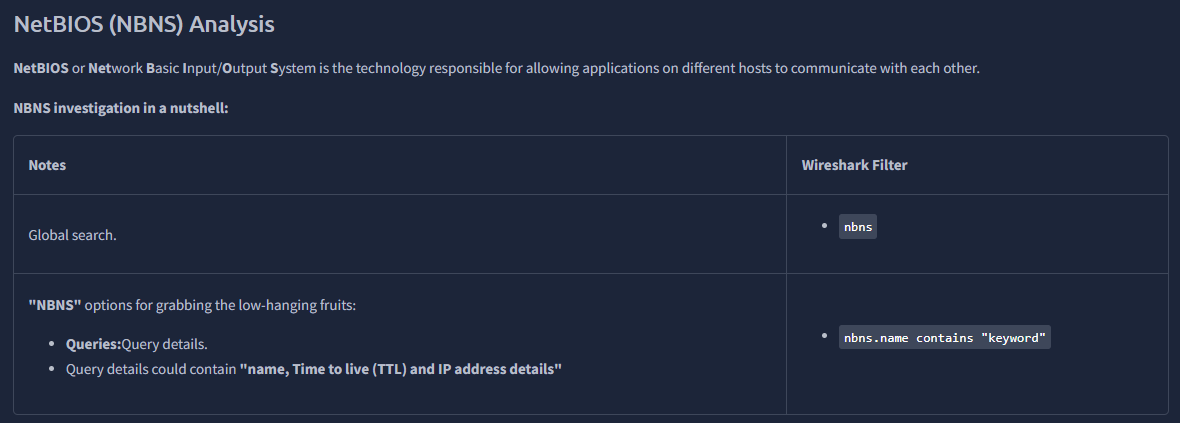 NetBIOS (NBNS) Analysis
NetBIOS or Network Basic Input/Output System is the technology responsible for allowing applications on different hosts to communicate with each other.
NBNS investigation in a nutshell:
Notes
Wireshark Filter
Global search.
nbns
"NBNS" options for grabbing the low-hanging fruits:
Queries:Query details.
Query details could contain "name, Time to live (TTL) and IP address details"
nbns.name contains "keyword"